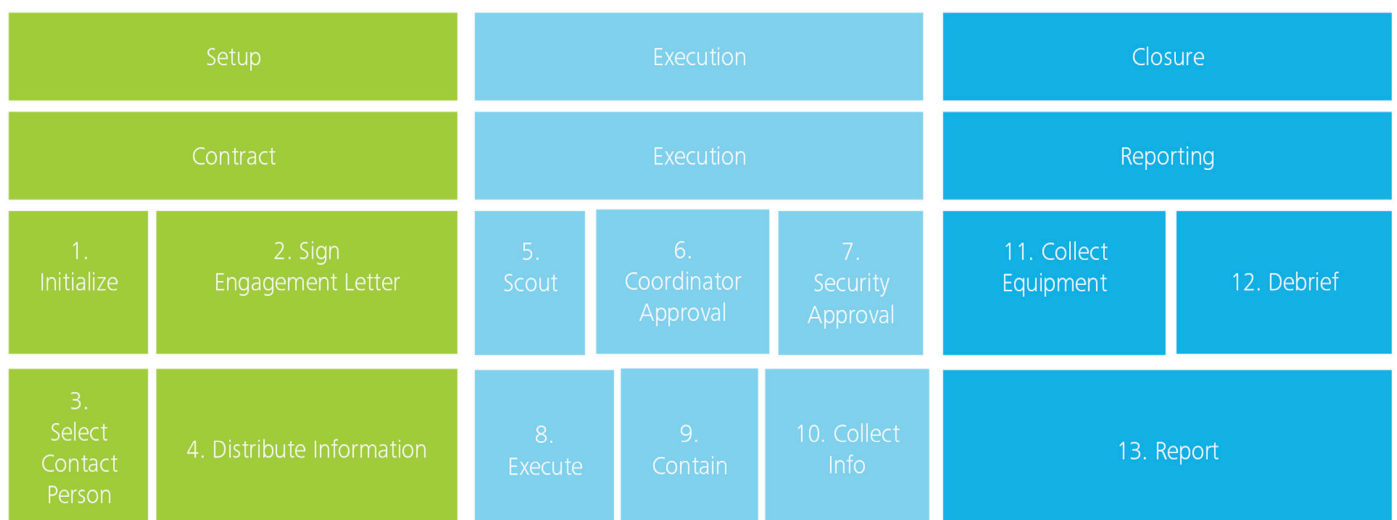 Setup
Execution
Closure
Contract
Execution
Reporting
1.
Initialize
2. Sign
Engagement Letter
5.
Scout
6.
Coordinator
Approval
7.
Security
Approval
11. Collect
Equipment
12. Debrief
3.
Select
Contact
Person
4. Distribute Information
8.
Execute
9.
Contain
10. Collect
Info
13. Report